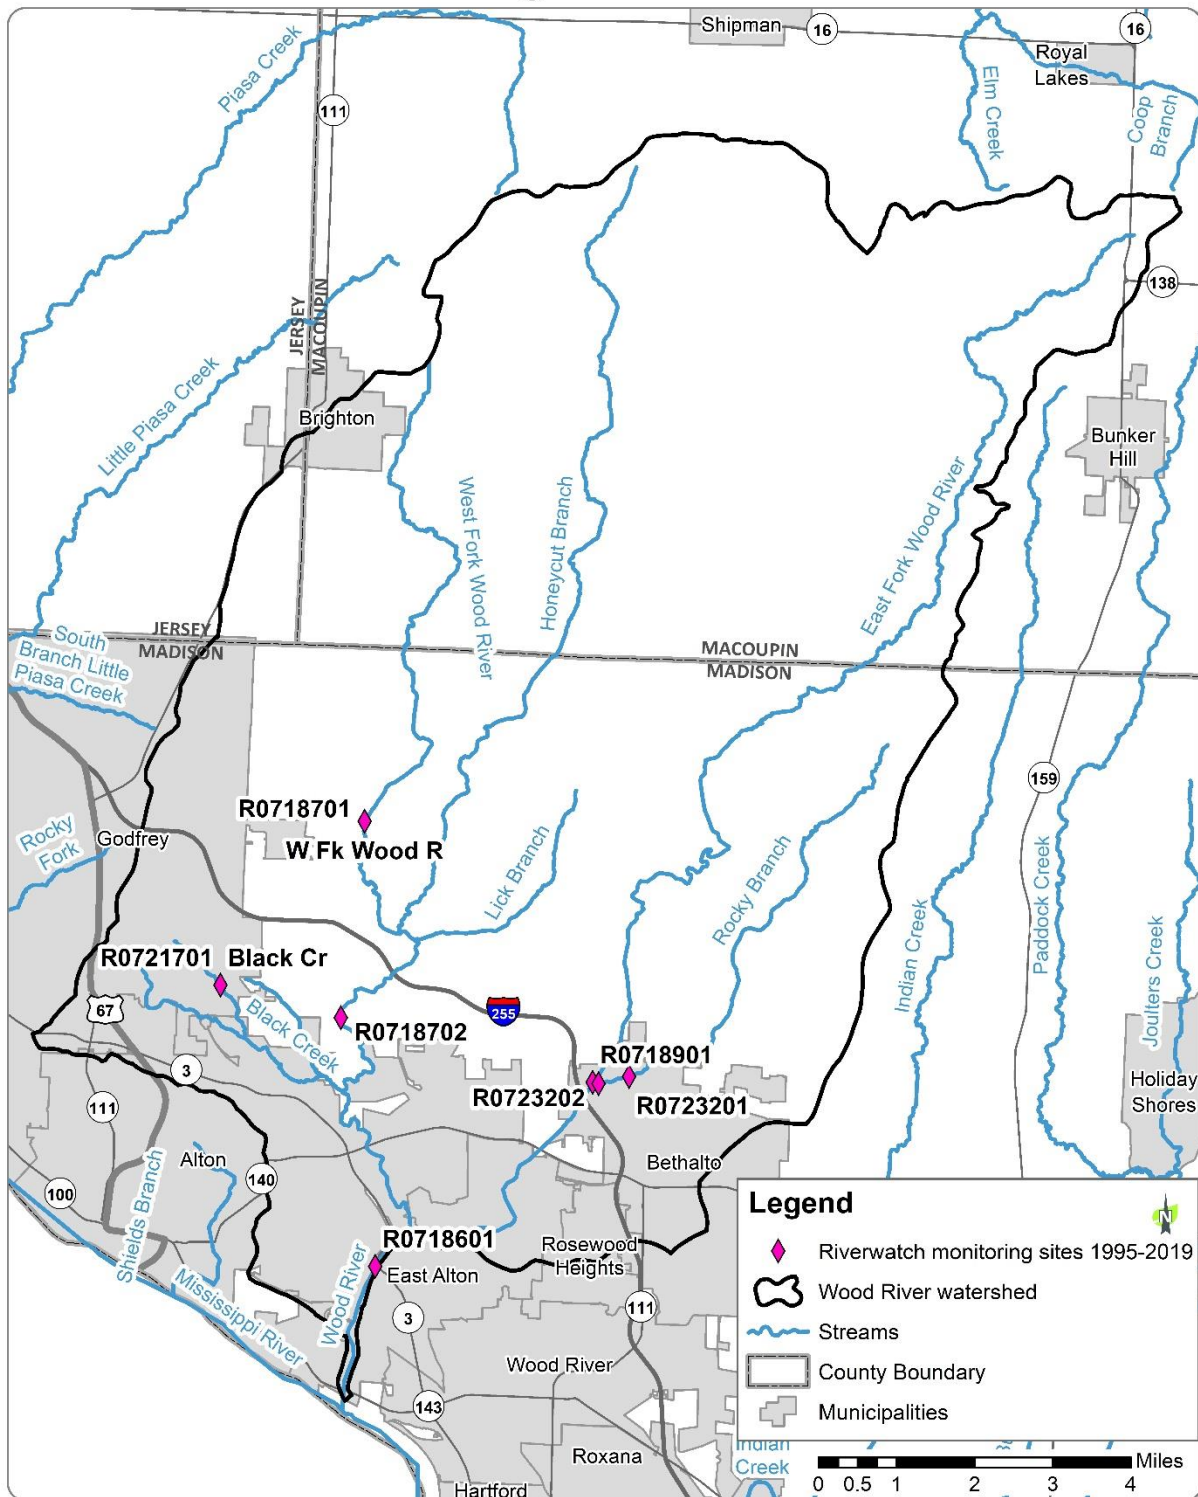 Shipman
16
16
Royal
Lakes
Piasa Creek
111
Elm Creek
Coop
Branch
138
JERSEY
MACOUPIN
Little Piasa Creek
Brighton
Bunker
Hill
West Fork Wood River
Honeycut Branch
East Fork Wood River
JERSEY
MADISON
South
Branch Little
Piasa Creek
MACOUPIN
MADISON
159
R0718701
W Fk Wood R
Godfrey
Rocky
Fork
Lick Branch
Rocky Branch
Indian Creek
Paddock Creek
Joulters Creek
R0721701
Black Cr
67
Black Creek
R0718702
255
R0718901
R0723202
R0723201
3
111
Holiday
Shores
Alton
140
100
Shields Branch
Bethalto
R0718601
Rosewood
Heights
East Alton
Wood River
Mississippi River
3
111
Wood River
143
Roxana
Hartford
Indian
Creek
Legend
N
Riverwatch monitoring sites 1995-2019
Wood River watershed
Streams
County Boundary
Municipalities
Miles
0 0.5 1 2 3 4